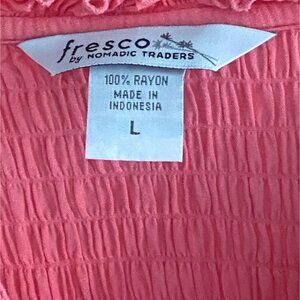 fresco
by NOMADIC TRADERS
100% RAYON
MADE IN
INDONESIA
L